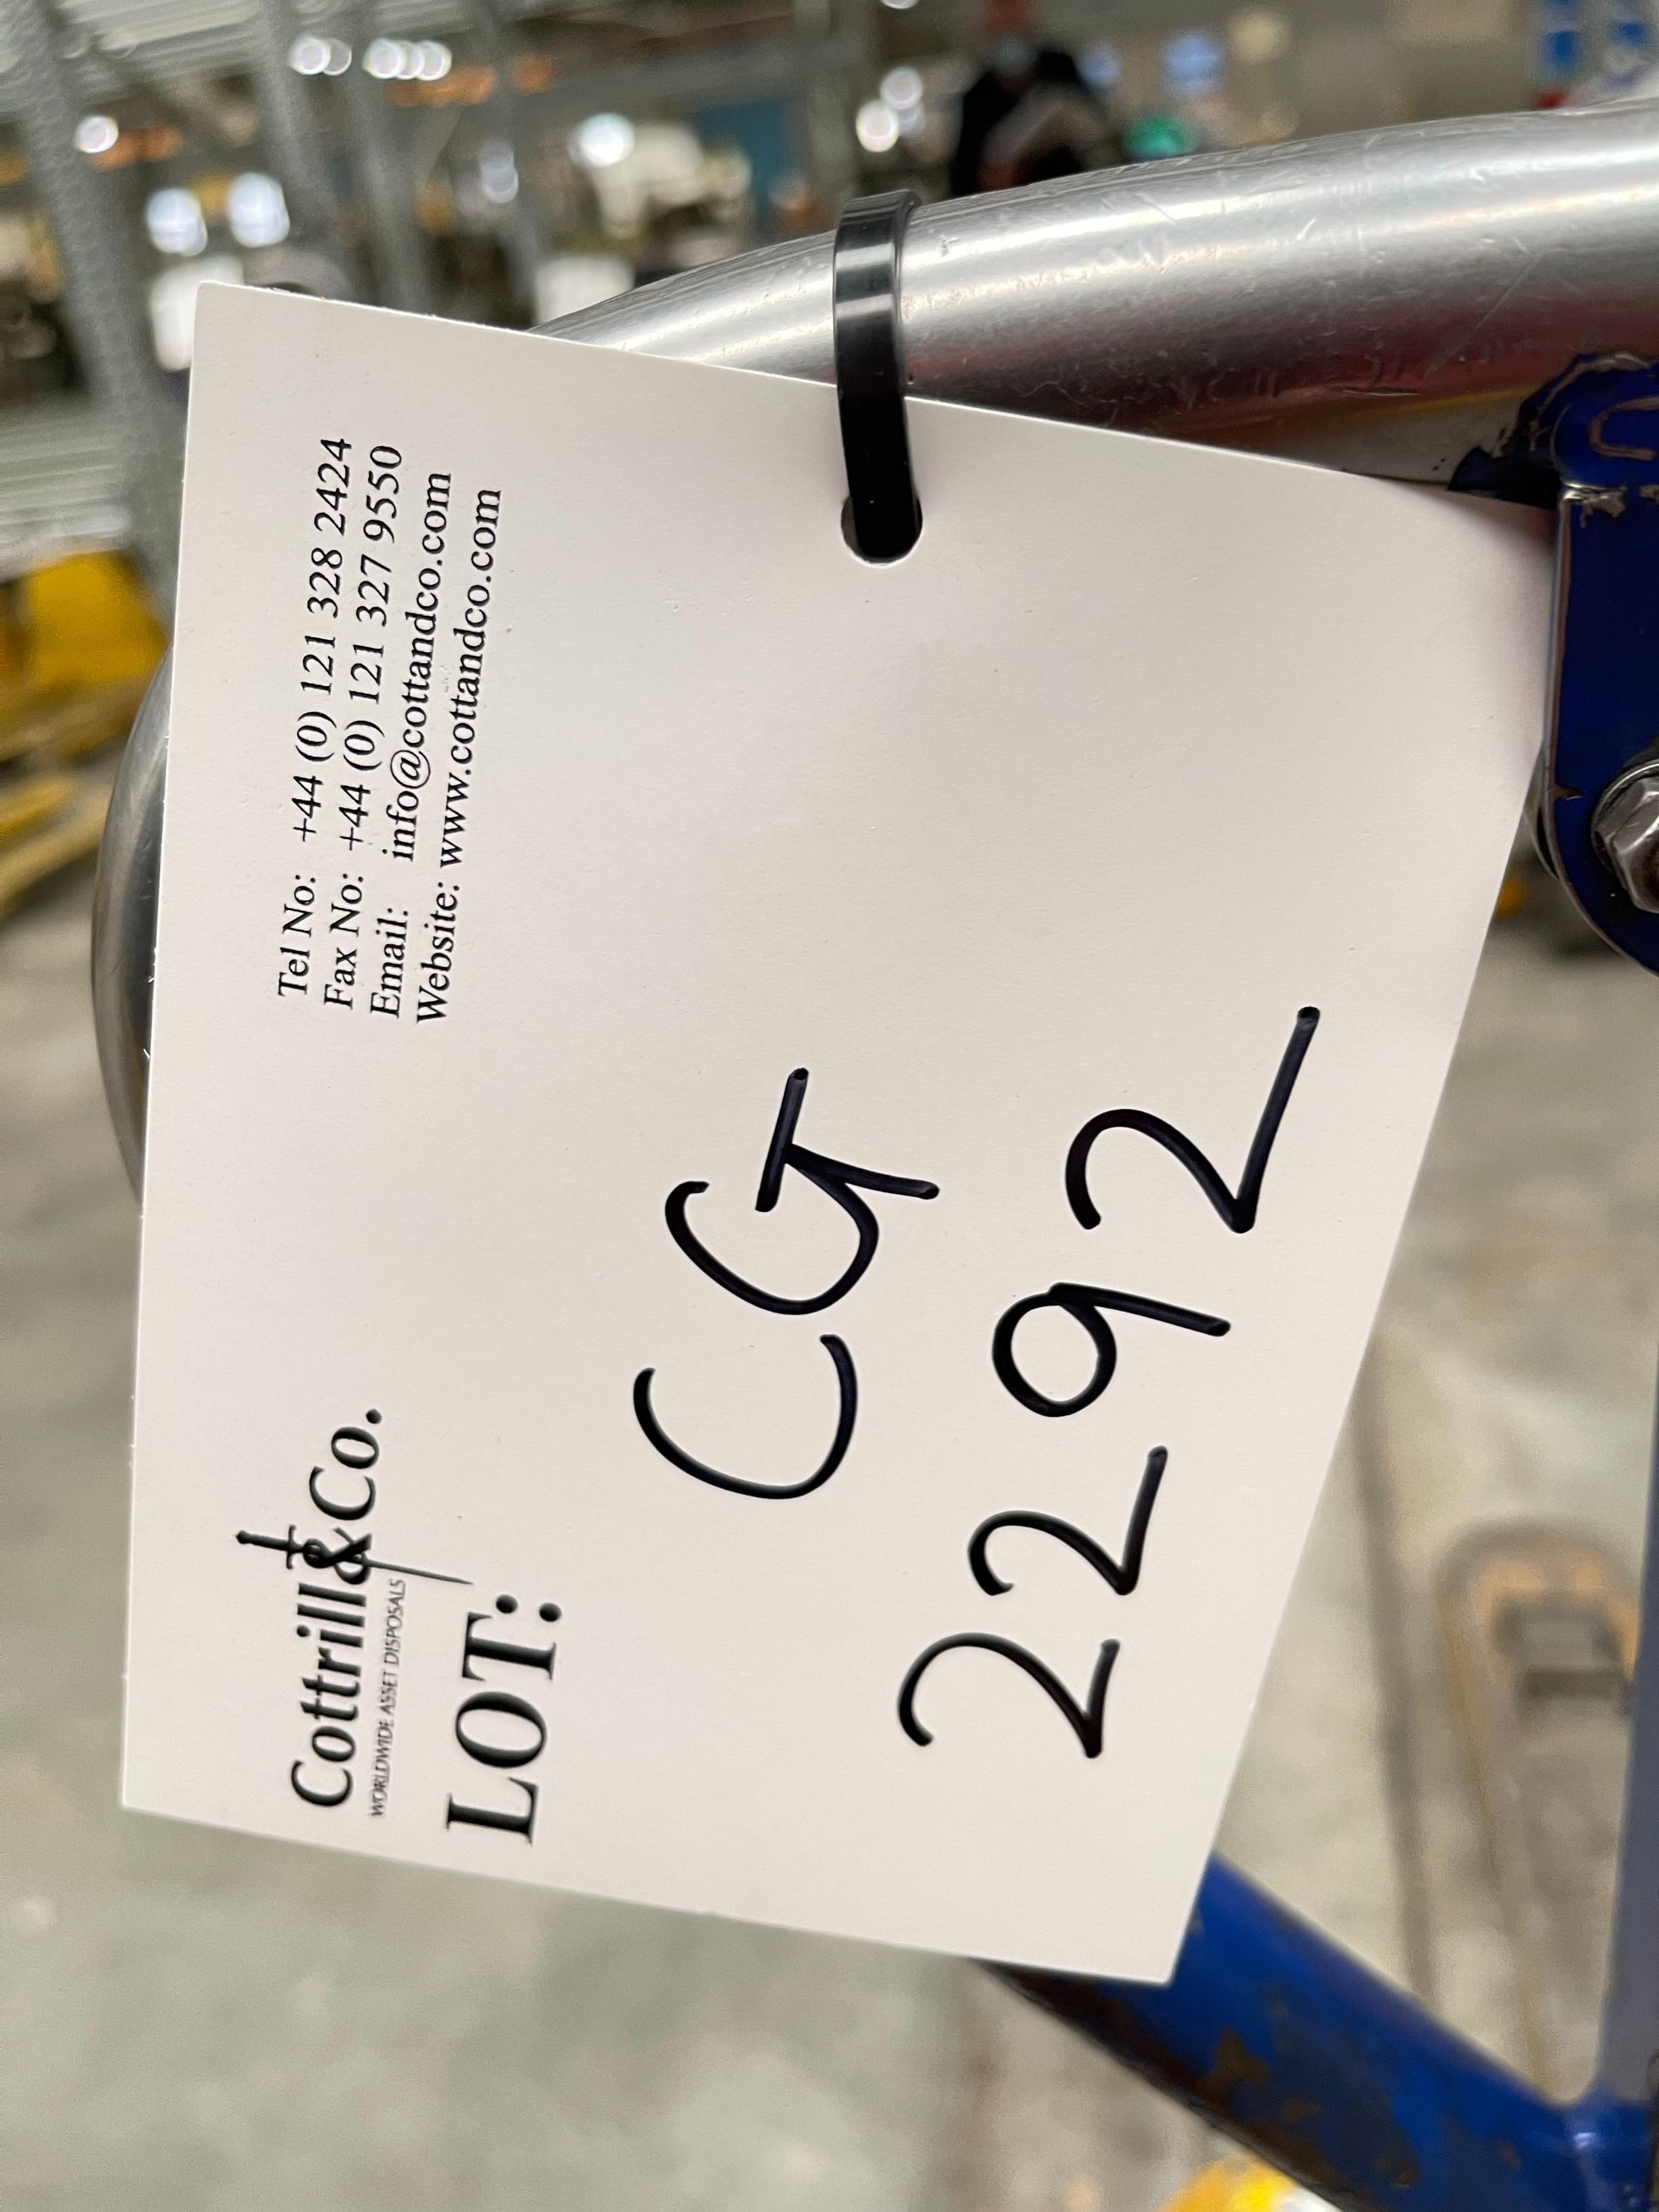 Cottrill&Co.
WORLDWIDE ASSET DISPOSALS
Tel No: +44 (0) 121 328 2424
Fax No: +44 (0) 121 327 9550
Email: info@cottandco.com
Website: www.cottandco.com
LOT:
CG
2292